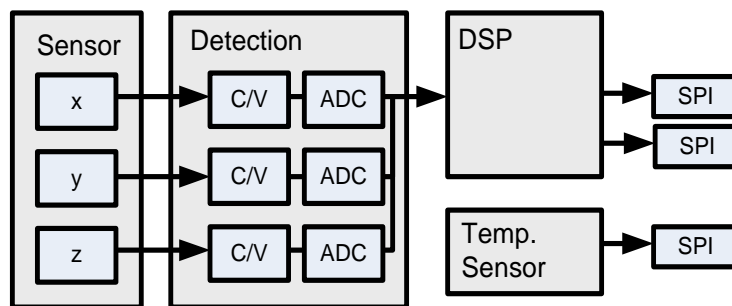 Sensor
Detection
DSP
x
C/V
ADC
SPI
y
C/V
ADC
SPI
z
C/V
ADC
Temp.
Sensor
SPI